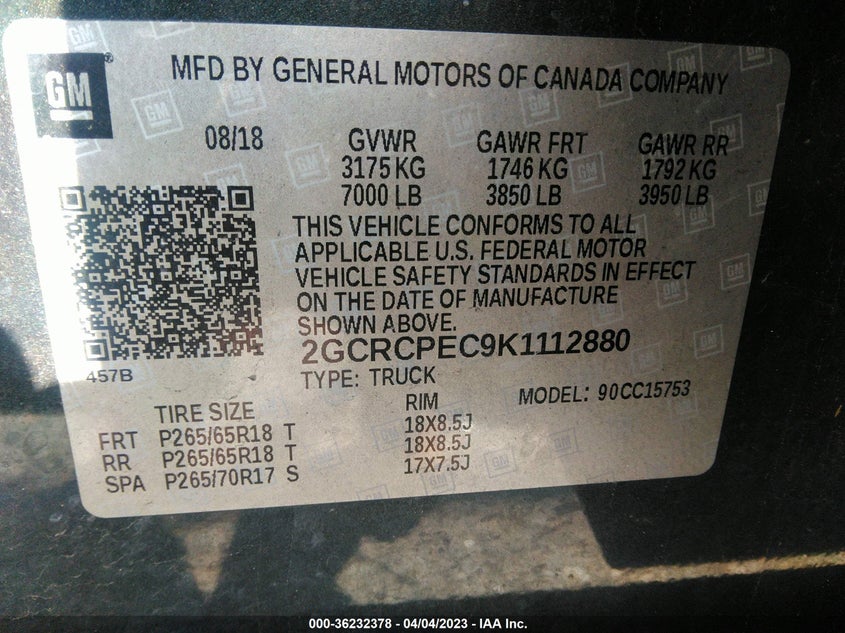 GM
MFD BY GENERAL MOTORS OF CANADA COMPANY
08/18 GVWR GAWR FRT GAWR RR
3175 KG 1746 KG 1792 KG
7000 LB 3850 LB 3950 LB
THIS VEHICLE CONFORMS TO ALL
APPLICABLE U.S. FEDERAL MOTOR
VEHICLE SAFETY STANDARDS IN EFFECT
ON THE DATE OF MANUFACTURE
SHOWN ABOVE.
2GCRCPEC9K1112880
457B
TYPE: TRUCK MODEL: 90CC15753
TIRE SIZE RIM
FRT P265/65R18 T 18X8.5J
RR P265/65R18 T 18X8.5J
SPA P265/70R17 S 17X7.5J
000-36232378 - 04/04/2023 - IAA Inc.